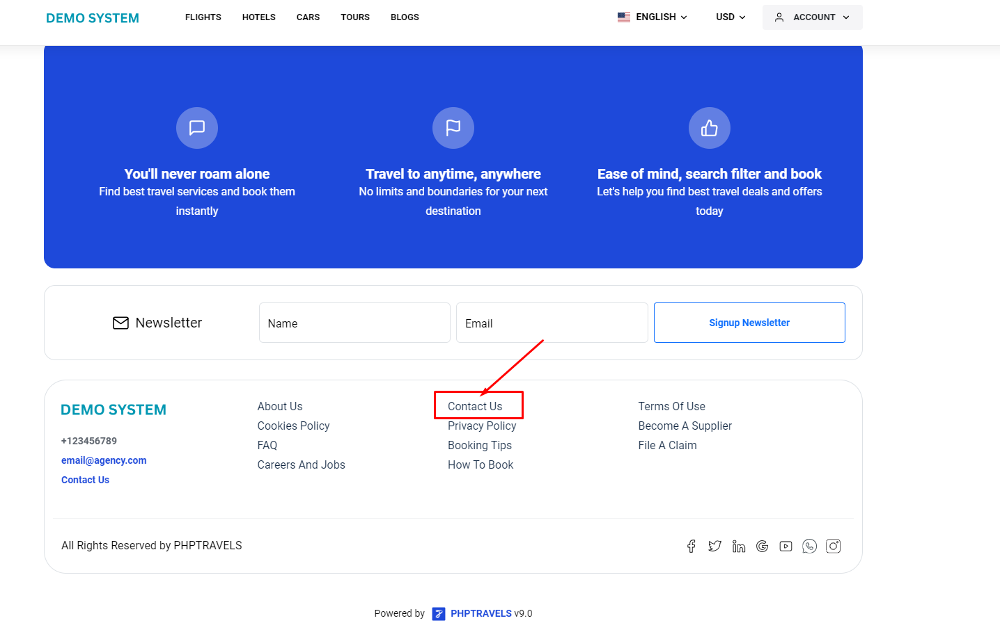 DEMO SYSTEM
FLIGHTS HOTELS CARS TOURS BLOGS
ENGLISH USD ACCOUNT
You'll never roam alone
Find best travel services and book them
instantly
Travel to anytime, anywhere
No limits and boundaries for your next
destination
Ease of mind, search filter and book
Let's help you find best travel deals and offers
today
Newsletter
Name
Email
Signup Newsletter
DEMO SYSTEM
+123456789
email@agency.com
Contact Us
About Us
Cookies Policy
FAQ
Careers And Jobs
Contact Us
Privacy Policy
Booking Tips
How To Book
Terms Of Use
Become A Supplier
File A Claim
All Rights Reserved by PHPTRAVELS
Powered by PHPTRAVELS v9.0